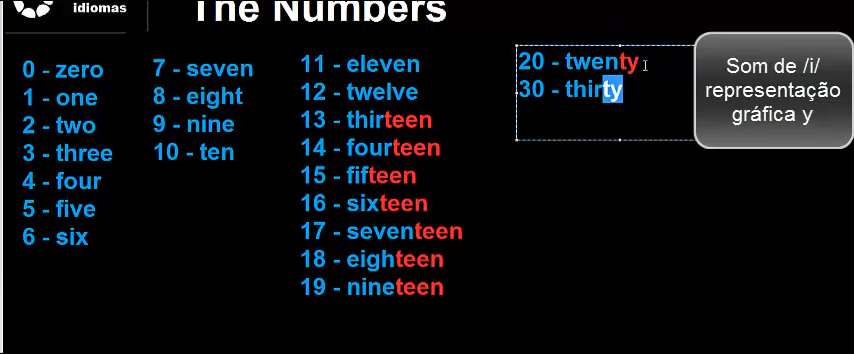 idiomas
The Numbers
0 - zero
1 - one
2 - two
3 - three
4 - four
5 - five
6 - six
7 - seven
8 - eight
9 - nine
10 - ten
11 - eleven
12 - twelve
13 - thirteen
14 - fourteen
15 - fifteen
16 - sixteen
17 - seventeen
18 - eighteen
19 - nineteen
20 - twenty
30 - thirty
Som de /i/
representação
gráfica y